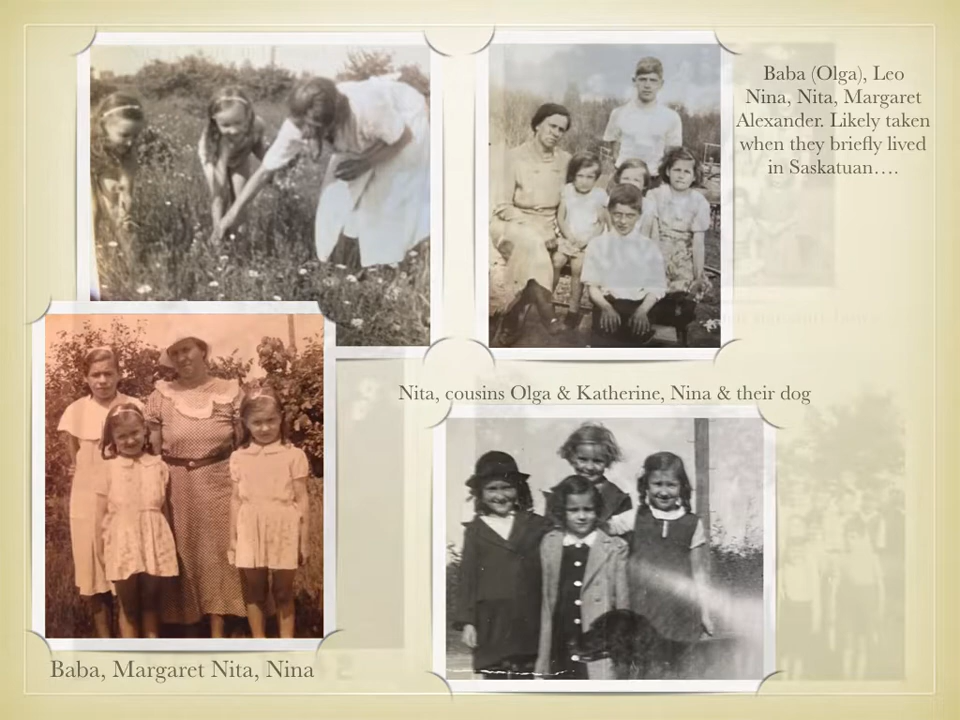 Baba (Olga), Leo
Nina, Nita, Margaret
Alexander. Likely taken
when they briefly lived
in Saskatuan….
Nita, cousins Olga & Katherine, Nina & their dog
Baba, Margaret Nita, Nina